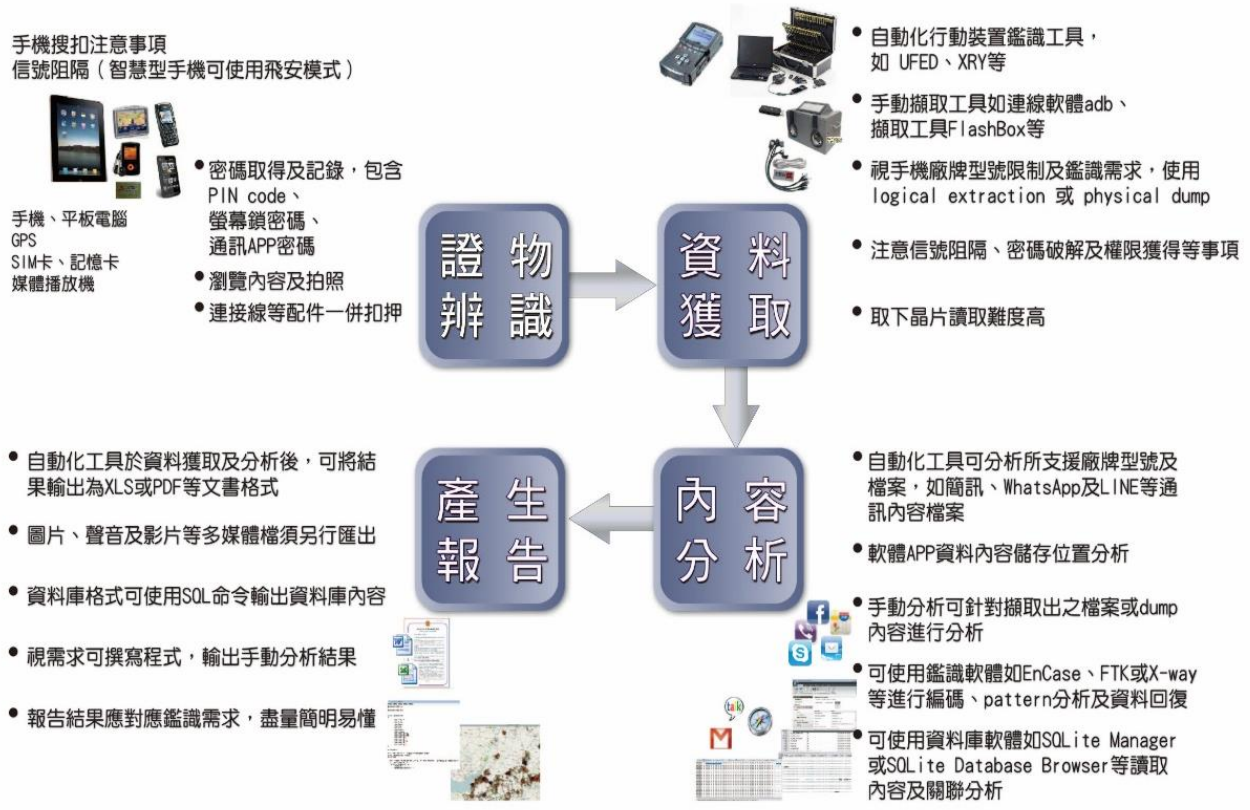 手機搜扣注意事項
信號阻隔(智慧型手機可使用飛安模式)
手機、平板電腦
GPS
SIM卡、記憶卡
媒體播放機
• 密碼取得及記錄,包含
PIN code、
螢幕鎖密碼、
通訊APP密碼
• 瀏覽內容及拍照
• 連接線等配件一併扣押
證物
辨識
資料
獲取
• 自動化行動裝置鑑識工具,
如 UFED、XRY等
• 手動擷取工具如連線軟體adb、
擷取工具FlashBox等
• 視手機廠牌型號限制及鑑識需求,使用
logical extraction 或 physical dump
• 注意信號阻隔、密碼破解及權限獲得等事項
• 取下晶片讀取難度高
內容
分析
• 自動化工具可分析所支援廠牌型號及
檔案,如簡訊、WhatsApp及LINE等通
訊內容檔案
• 軟體APP資料內容儲存位置分析
• 手動分析可針對擷取出之檔案或dump
內容進行分析
• 可使用鑑識軟體如EnCase、FTK或X-way
等進行編碼、pattern分析及資料回復
• 可使用資料庫軟體如SQLite Manager
或SQLite Database Browser等讀取
內容及關聯分析
talk
產生
報告
• 自動化工具於資料獲取及分析後,可將結
果輸出為XLS或PDF等文書格式
• 圖片、聲音及影片等多媒體檔須另行匯出
• 資料庫格式可使用SQL命令輸出資料庫內容
• 視需求可撰寫程式,輸出手動分析結果
• 報告結果應對應鑑識需求,盡量簡明易懂